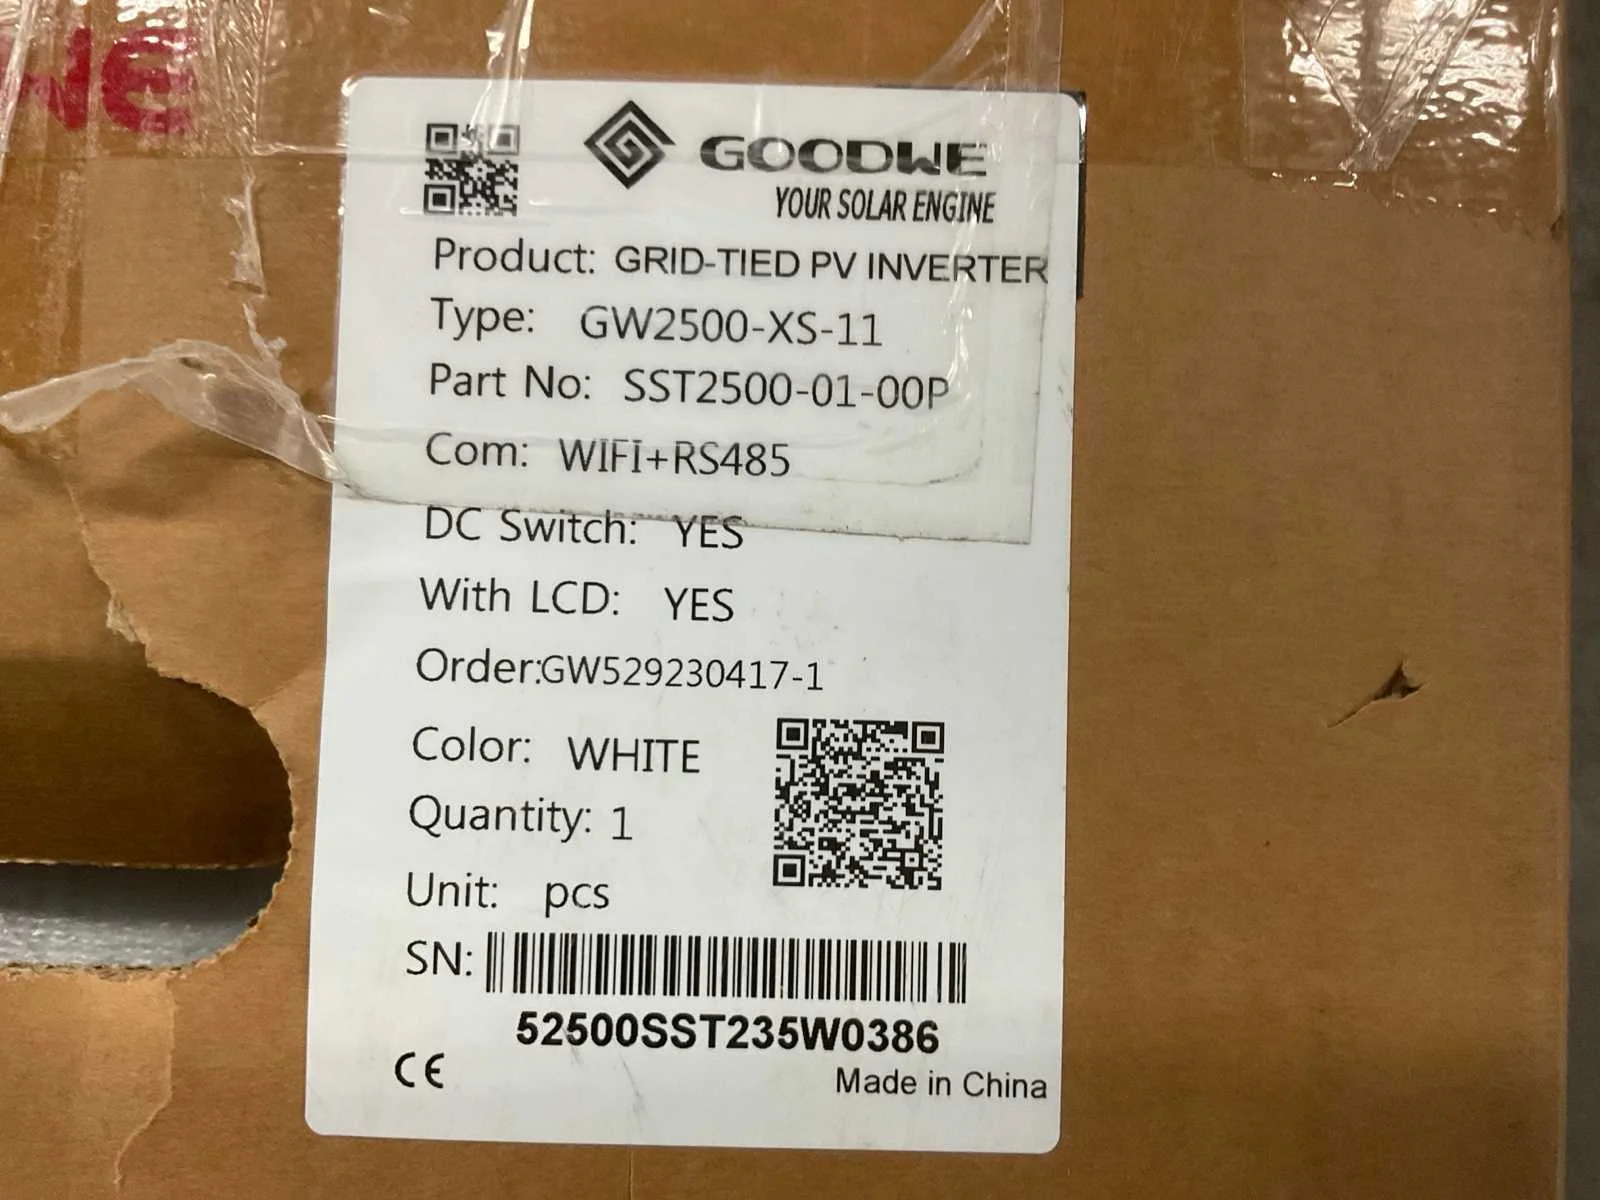 GOODWE
YOUR SOLAR ENGINE
Product: GRID-TIED PV INVERTER
Type: GW2500-XS-11
Part No: SST2500-01-00P
Com: WIFI+RS485
DC Switch: YES
With LCD: YES
Order:GW529230417-1
Color: WHITE
Quantity: 1
Unit: pcs
SN:
52500SST235W0386
CE
Made in China